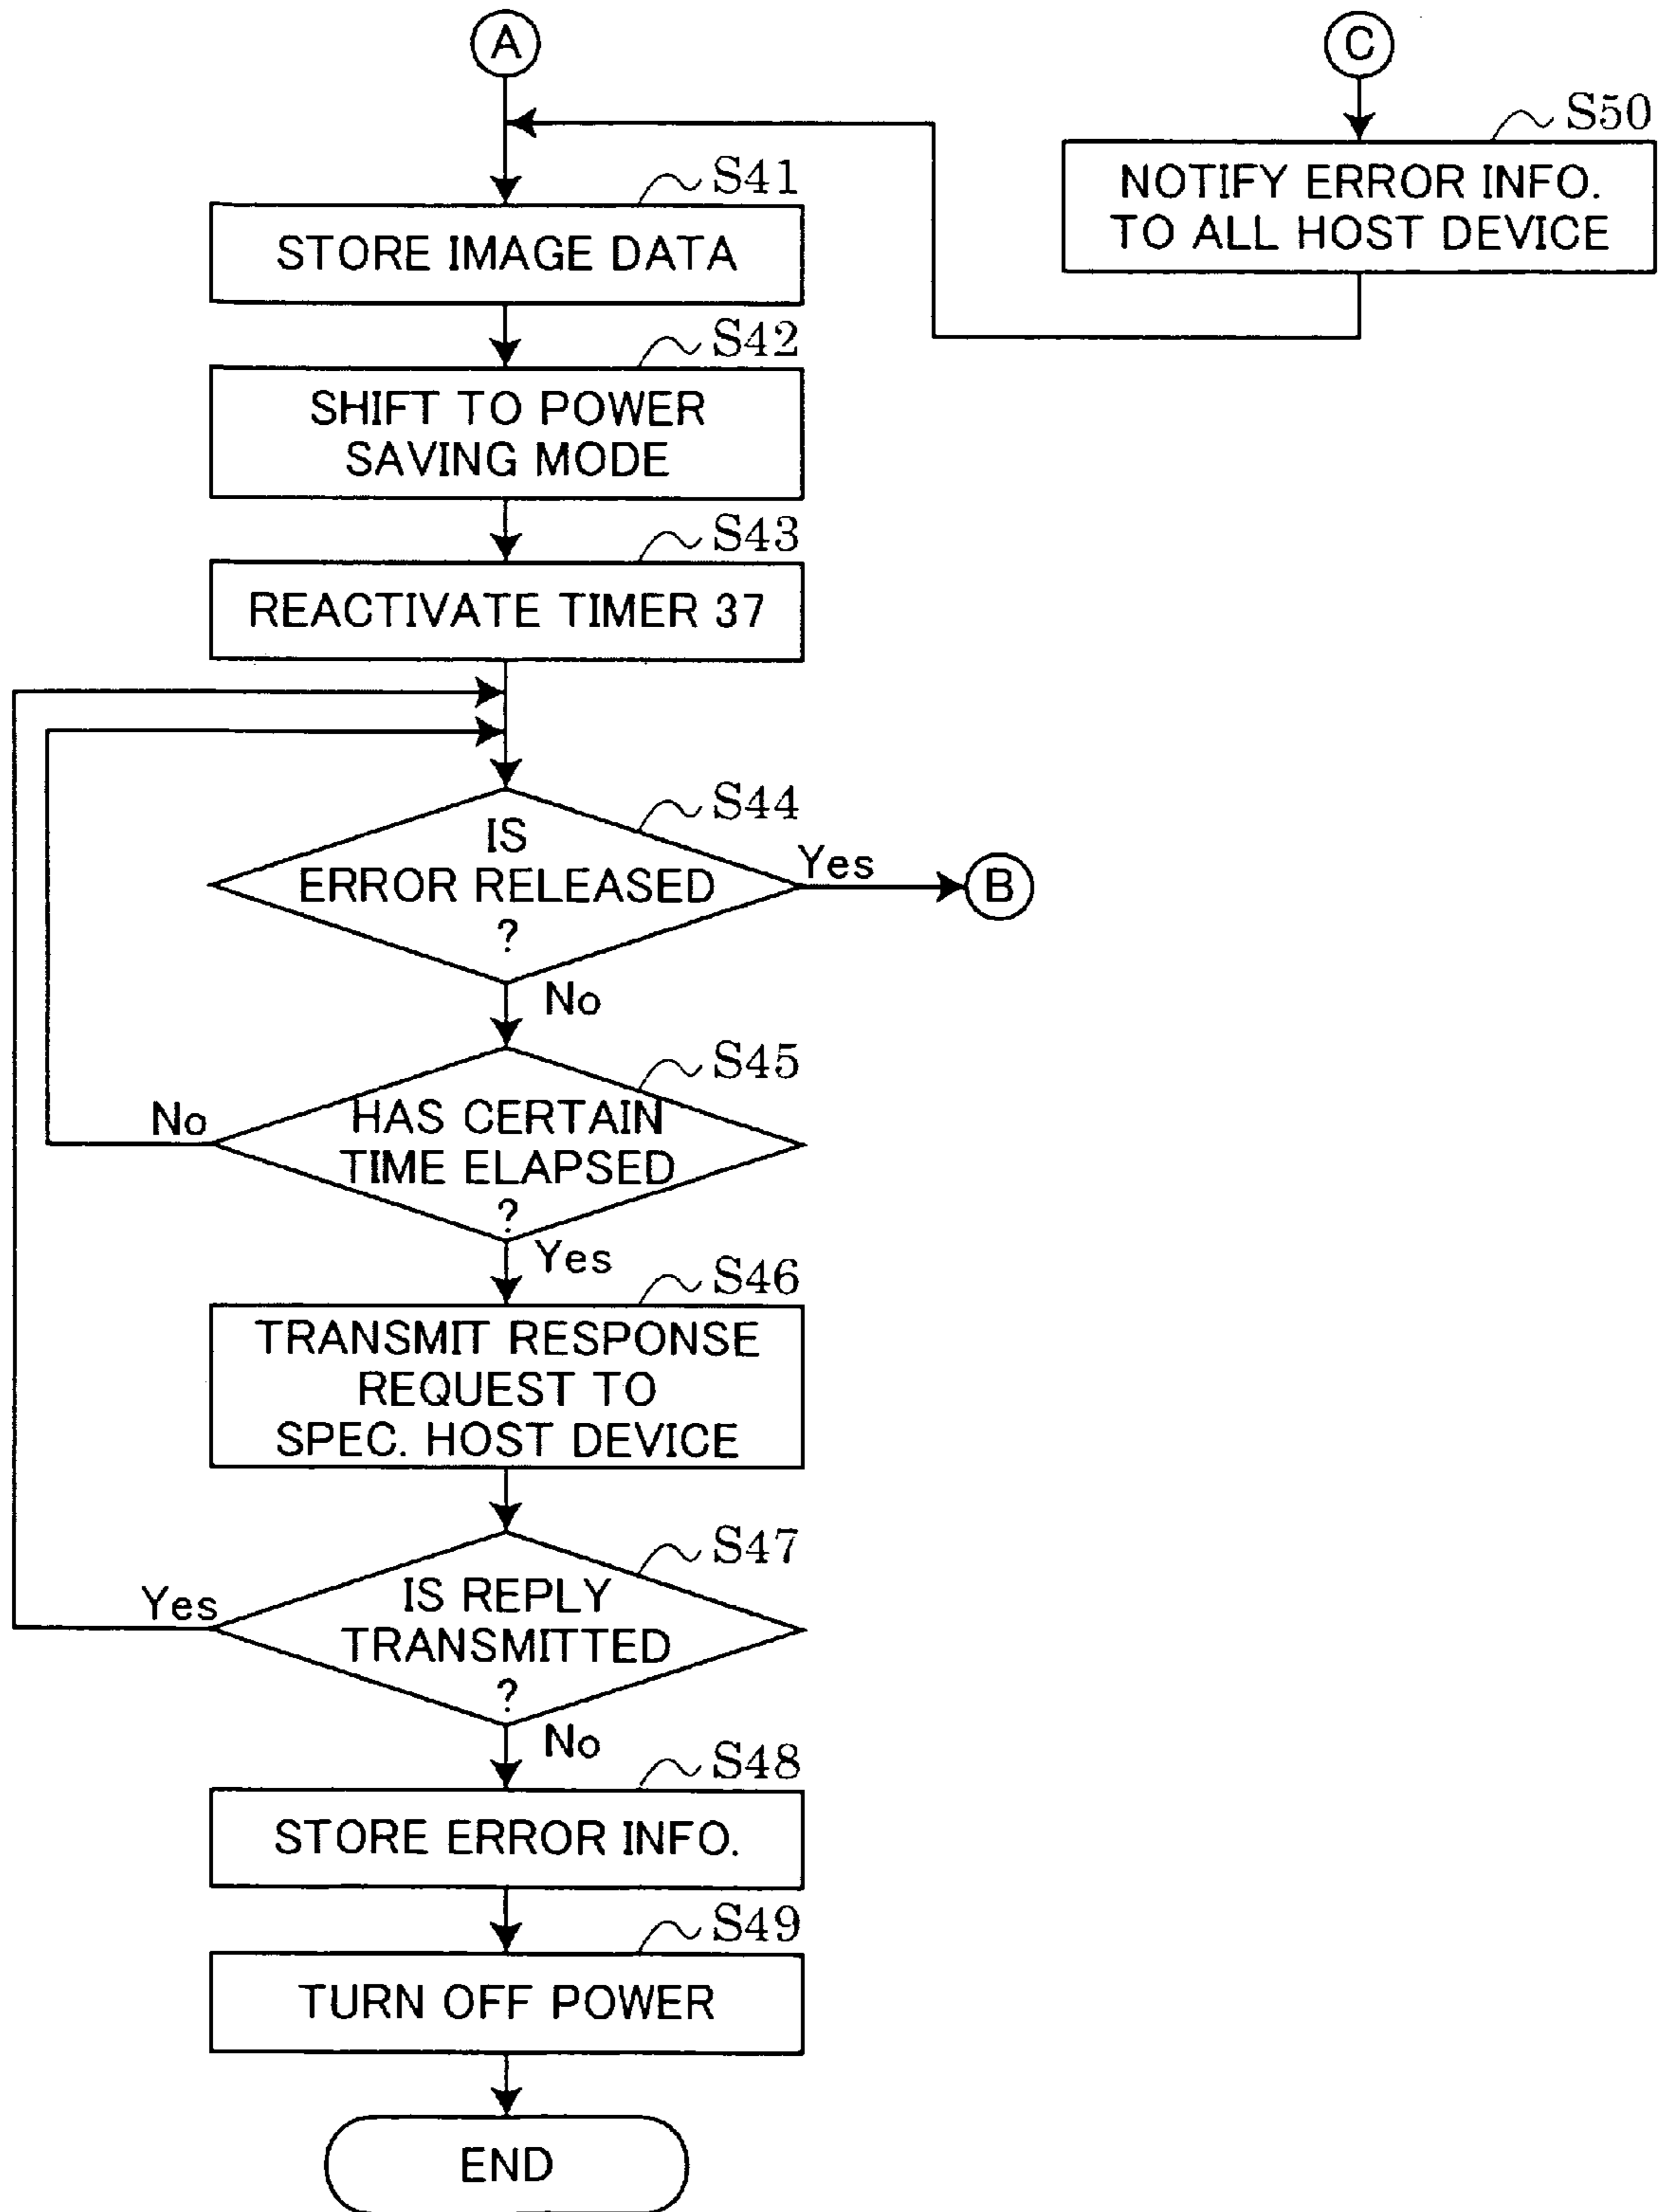 A
C
S50
NOTIFY ERROR INFO.
TO ALL HOST DEVICE
S41
STORE IMAGE DATA
S42
SHIFT TO POWER
SAVING MODE
S43
REACTIVATE TIMER 37
S44
IS
ERROR RELEASED
?
Yes
B
No
S45
HAS CERTAIN
TIME ELAPSED
?
No
Yes
S46
TRANSMIT RESPONSE
REQUEST TO
SPEC. HOST DEVICE
S47
IS REPLY
TRANSMITTED
?
Yes
No
S48
STORE ERROR INFO.
S49
TURN OFF POWER
END